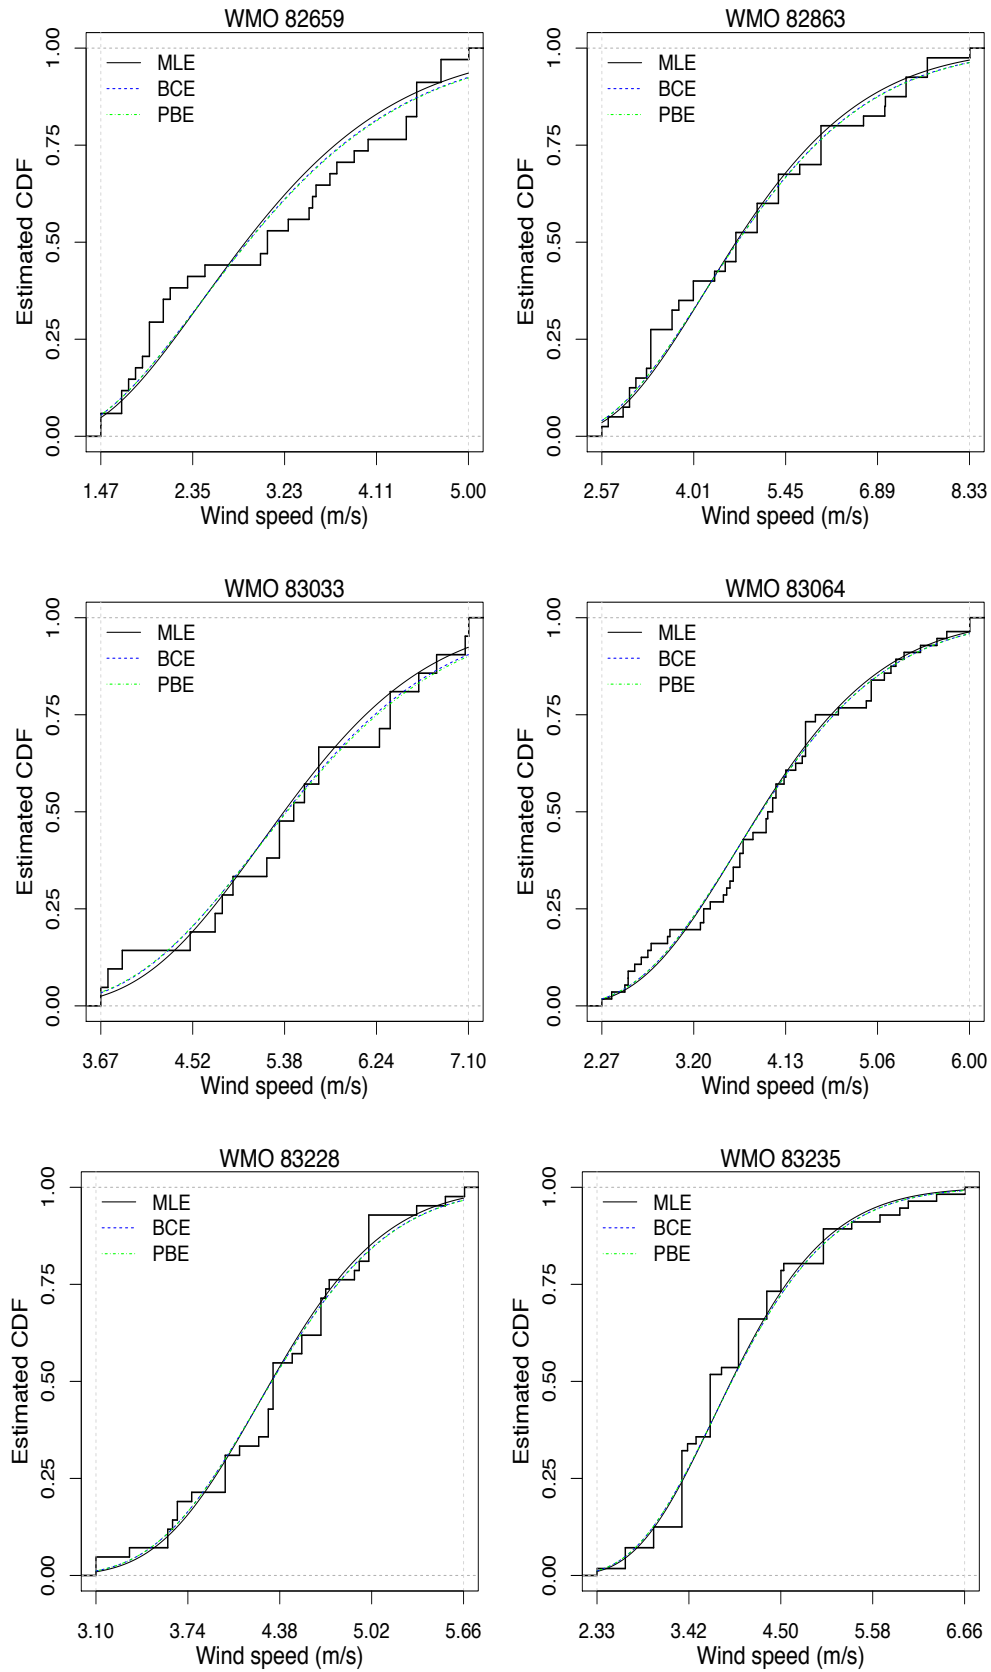 WMO 82659
MLE
BCE
PBE
Estimated CDF
0.00 0.25 0.50 0.75 1.00
1.47 2.35 3.23 4.11 5.00
Wind speed (m/s)
WMO 82863
MLE
BCE
PBE
Estimated CDF
0.00 0.25 0.50 0.75 1.00
2.57 4.01 5.45 6.89 8.33
Wind speed (m/s)
WMO 83033
MLE
BCE
PBE
Estimated CDF
0.00 0.25 0.50 0.75 1.00
3.67 4.52 5.38 6.24 7.10
Wind speed (m/s)
WMO 83064
MLE
BCE
PBE
Estimated CDF
0.00 0.25 0.50 0.75 1.00
2.27 3.20 4.13 5.06 6.00
Wind speed (m/s)
WMO 83228
MLE
BCE
PBE
Estimated CDF
0.00 0.25 0.50 0.75 1.00
3.10 3.74 4.38 5.02 5.66
Wind speed (m/s)
WMO 83235
MLE
BCE
PBE
Estimated CDF
0.00 0.25 0.50 0.75 1.00
2.33 3.42 4.50 5.58 6.66
Wind speed (m/s)